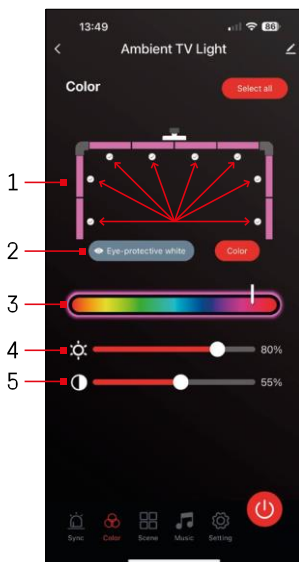 13:49
86
Ambient TV Light
Color
Select all
1
2
Eye-protective white
Color
3
4
80%
5
55%
Sync
Color
Scene
Music
Setting